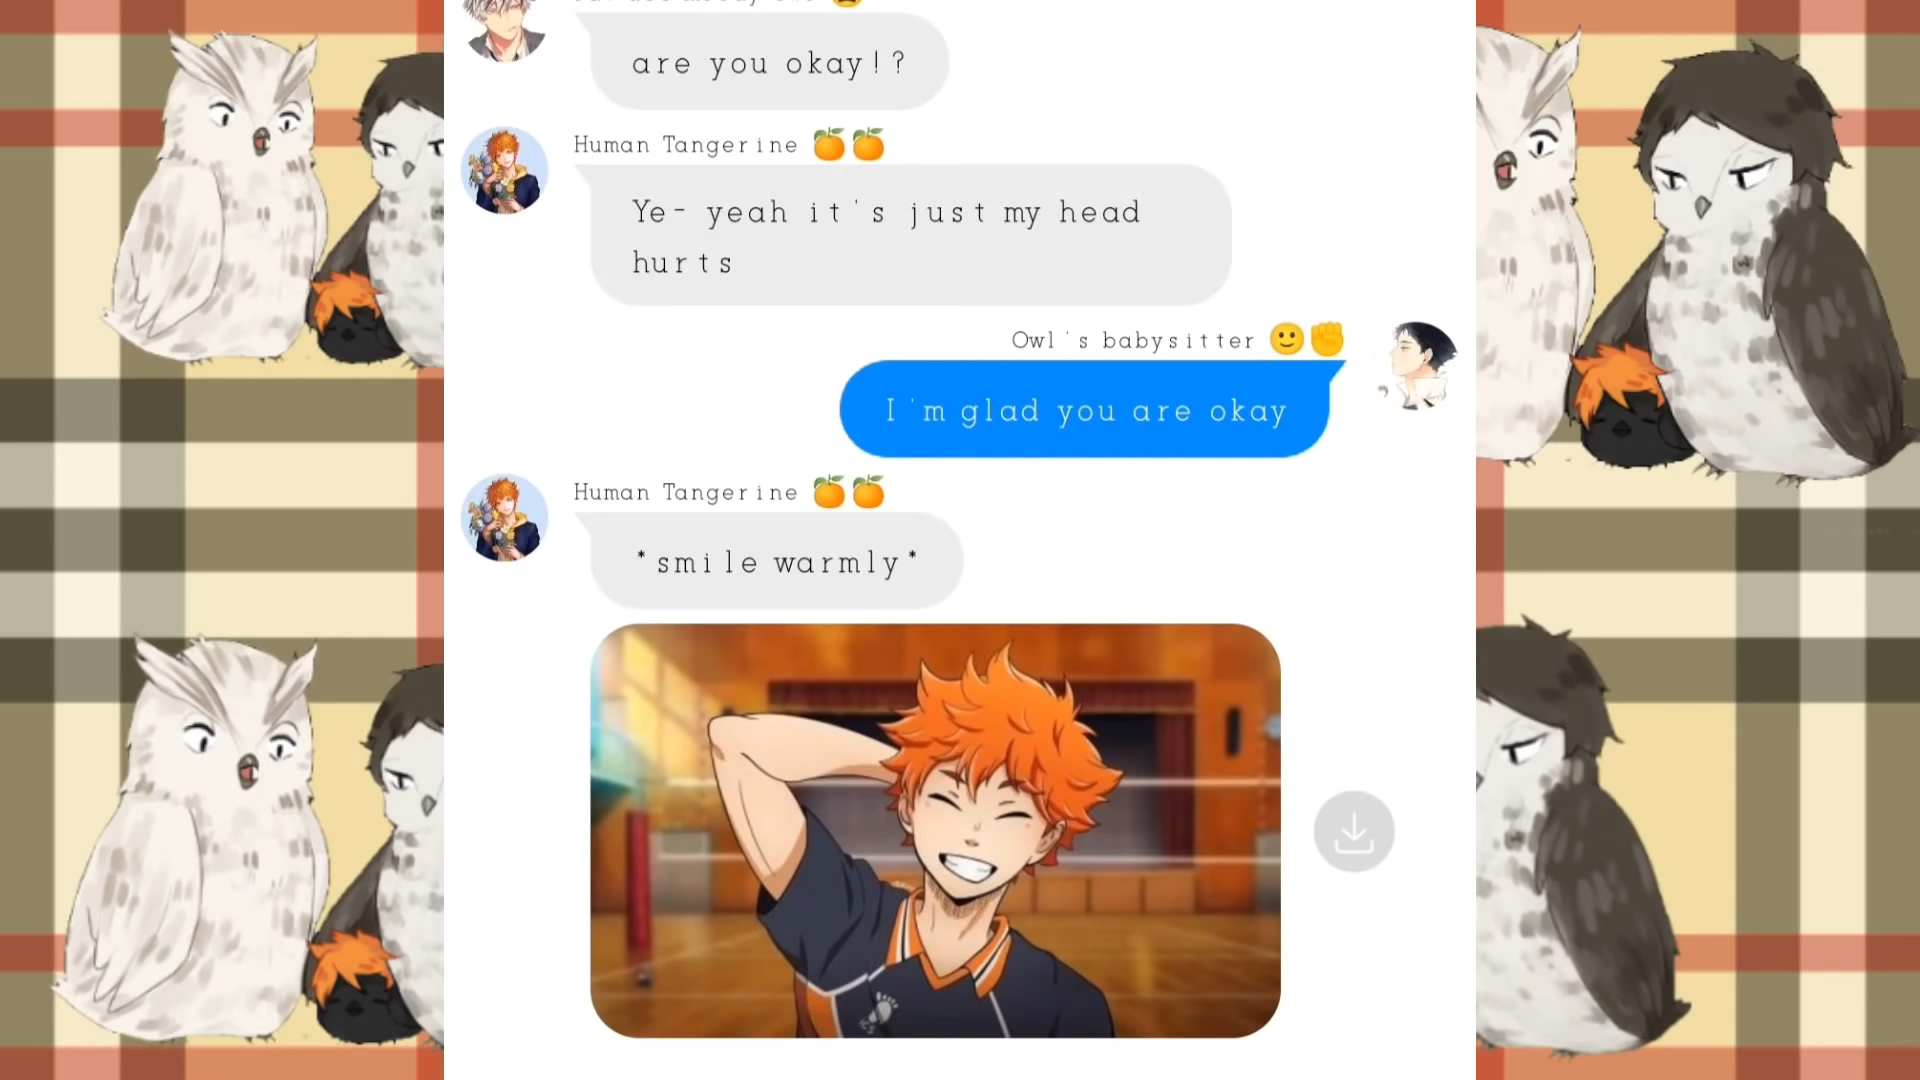 are you okay!?
Human Tangerine 🍊🍊
Ye- yeah it's just my head
hurts
Owl's babysitter 🙂✊
I'm glad you are okay
Human Tangerine 🍊🍊
*smile warmly*